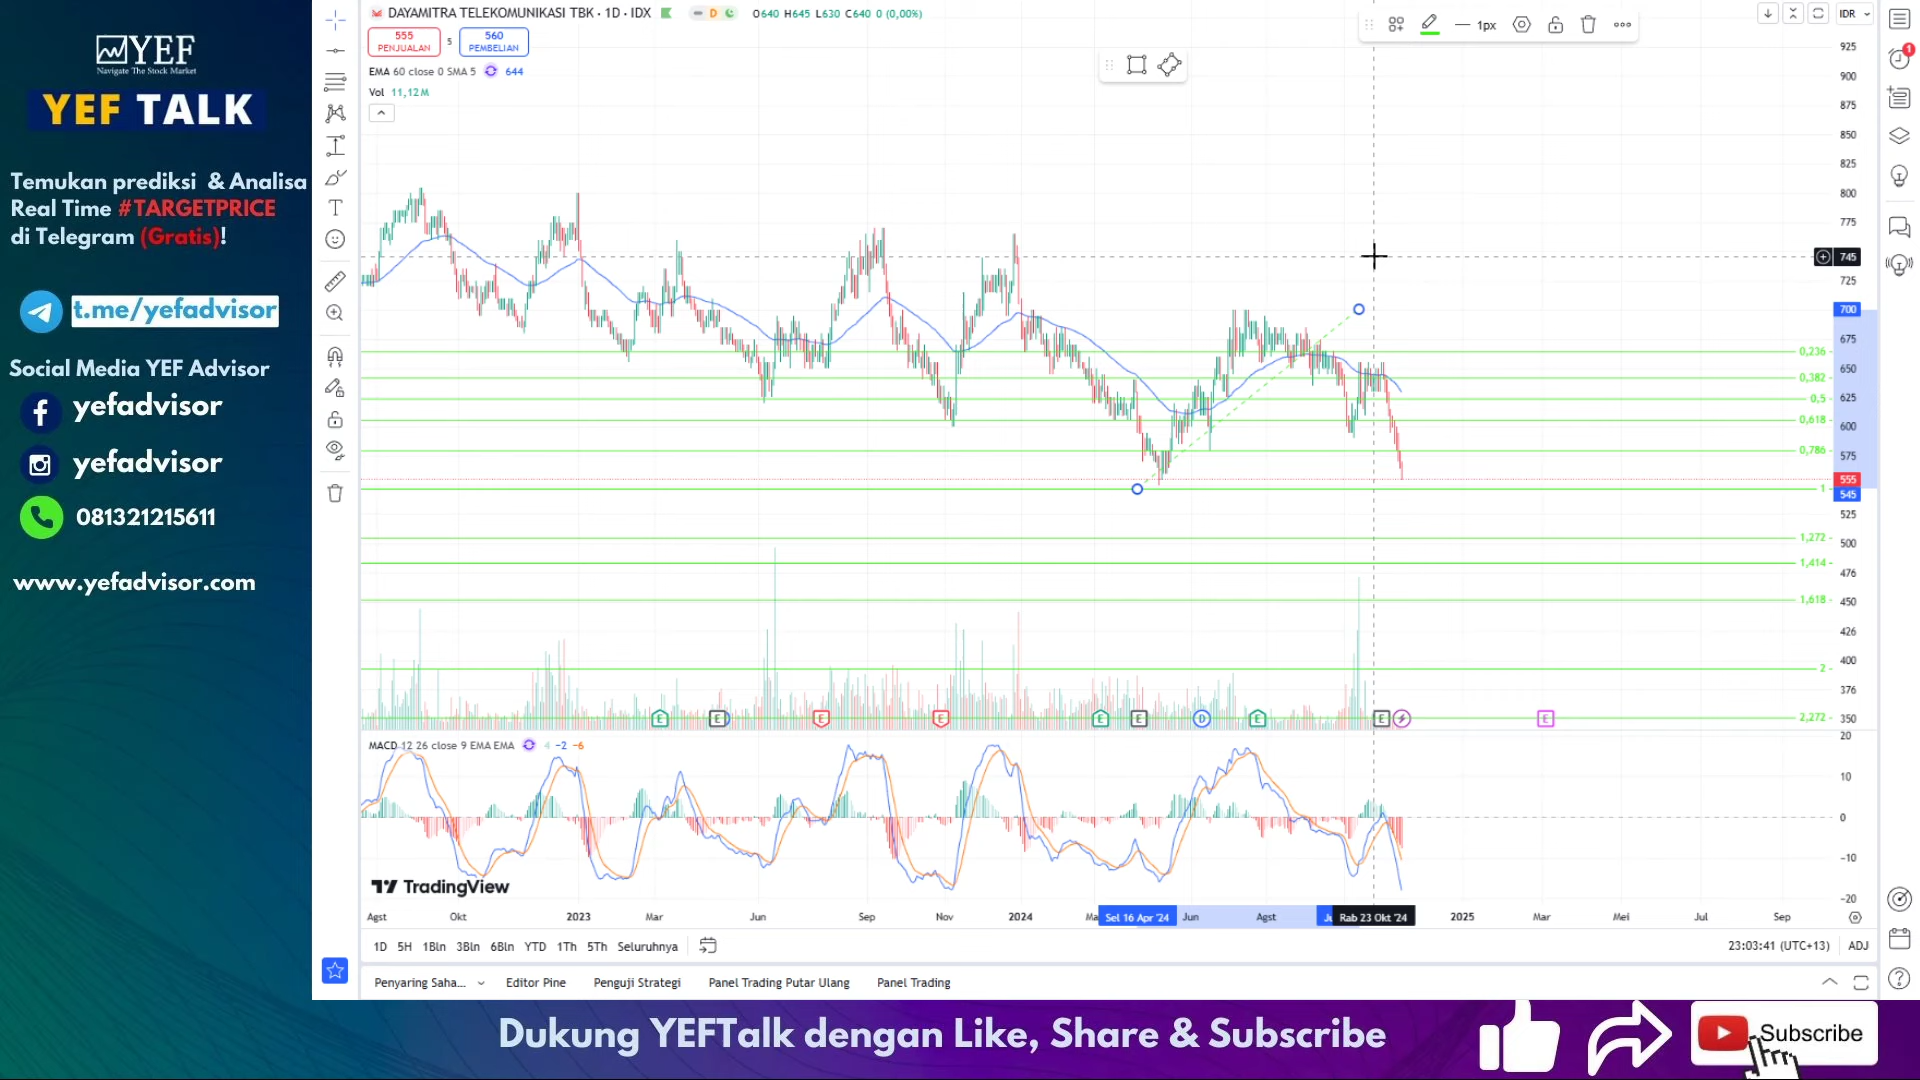 YEF
Navigate The Stock Market
YEF TALK
Temukan prediksi & Analisa
Real Time #TARGETPRICE
di Telegram (Gratis)!
t.me/yefadvisor
Social Media YEF Advisor
yefadvisor
yefadvisor
081321215611
www.yefadvisor.com
DAYAMITRA TELEKOMUNIKASI TBK · 1D · IDX
D
O640 H645 L630 C640 0 (0,00%)
555
PENJUALAN
5
560
PEMBELIAN
EMA 60 close 0 SMA 5 644
Vol 11,12M
1px
IDR
925
900
875
850
825
800
775
745
725
700
675
650
625
600
575
555
545
525
500
476
450
426
400
376
350
0,236
0,382
0,5
0,618
0,786
1
1,272
1,414
1,618
2
2,272
E
E
E
E
E
E
D
E
E
E
MACD 12 26 close 9 EMA EMA 4 −2 −6
20
10
0
−10
−20
TradingView
Agst Okt 2023 Mar Jun Sep Nov 2024 Sel 16 Apr '24 Jun Agst Rab 23 Okt '24 2025 Mar Mei Jul Sep
1D 5H 1Bln 3Bln 6Bln YTD 1Th 5Th Seluruhnya
23:03:41 (UTC+13) ADJ
Penyaring Saha... Editor Pine Penguji Strategi Panel Trading Putar Ulang Panel Trading
1
Dukung YEFTalk dengan Like, Share & Subscribe
Subscribe